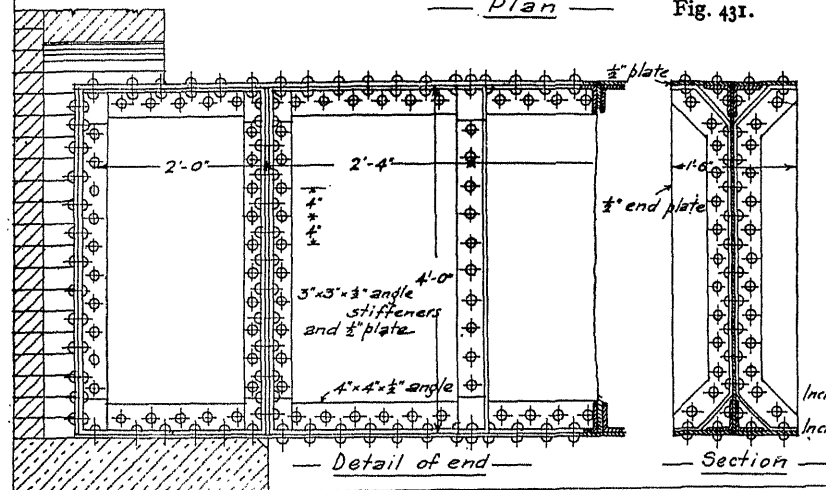 Plan
Fig. 431.
½" plate
2'-0"
2'-4"
1'-6"
4"
4"
½" end plate
4'-0"
3"×3"×½" angle
stiffeners
and ½" plate
4"×4"×½" angle
Inc
Inc
Detail of end
Section